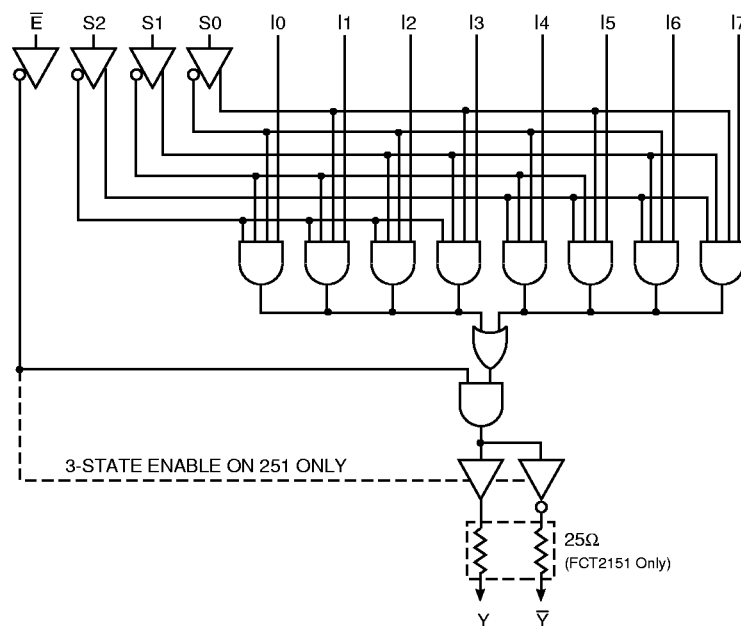 E̅ S2 S1 S0 I0 I1 I2 I3 I4 I5 I6 I7
3-STATE ENABLE ON 251 ONLY
25Ω
(FCT2151 Only)
Y Y̅